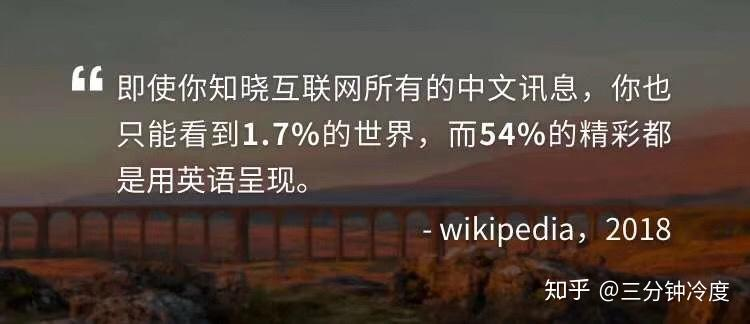 “
即使你知晓互联网所有的中文讯息，你也
只能看到1.7%的世界，而54%的精彩都
是用英语呈现。
- wikipedia，2018
知乎 @三分钟冷度